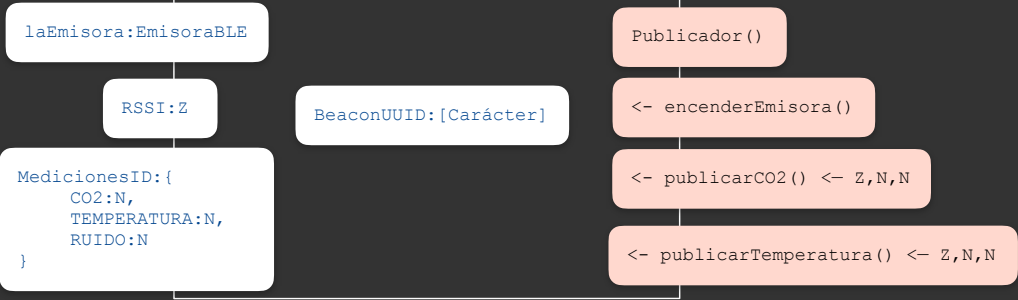 laEmisora:EmisoraBLE
RSSI:Z
MedicionesID:{
CO2:N,
TEMPERATURA:N,
RUIDO:N
}
BeaconUUID:[Carácter]
Publicador()
<- encenderEmisora()
<- publicarCO2() <— Z,N,N
<- publicarTemperatura() <— Z,N,N